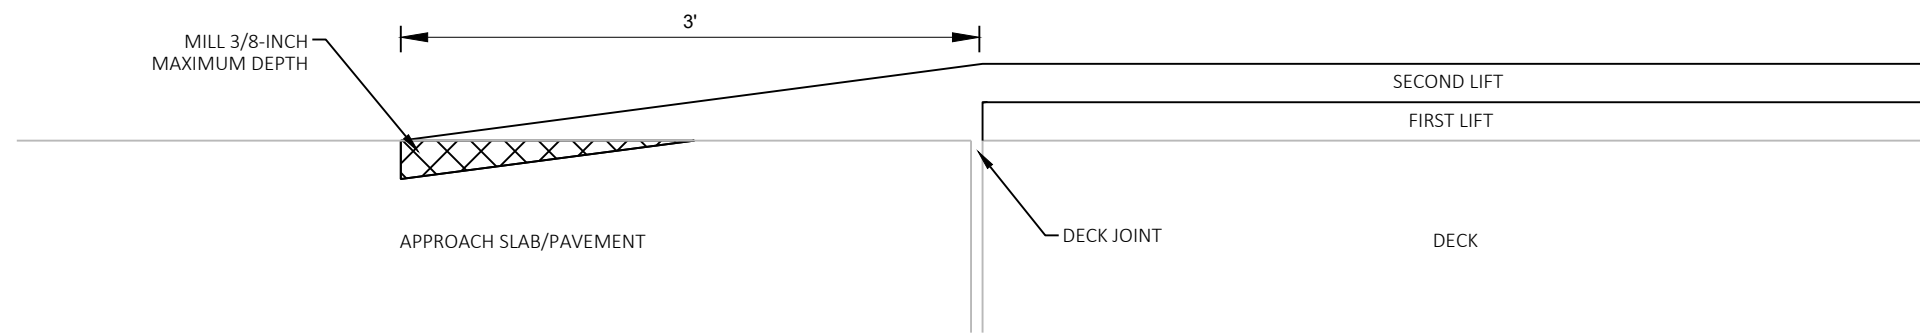 3'
MILL 3/8-INCH
MAXIMUM DEPTH
SECOND LIFT
FIRST LIFT
APPROACH SLAB/PAVEMENT
DECK JOINT
DECK